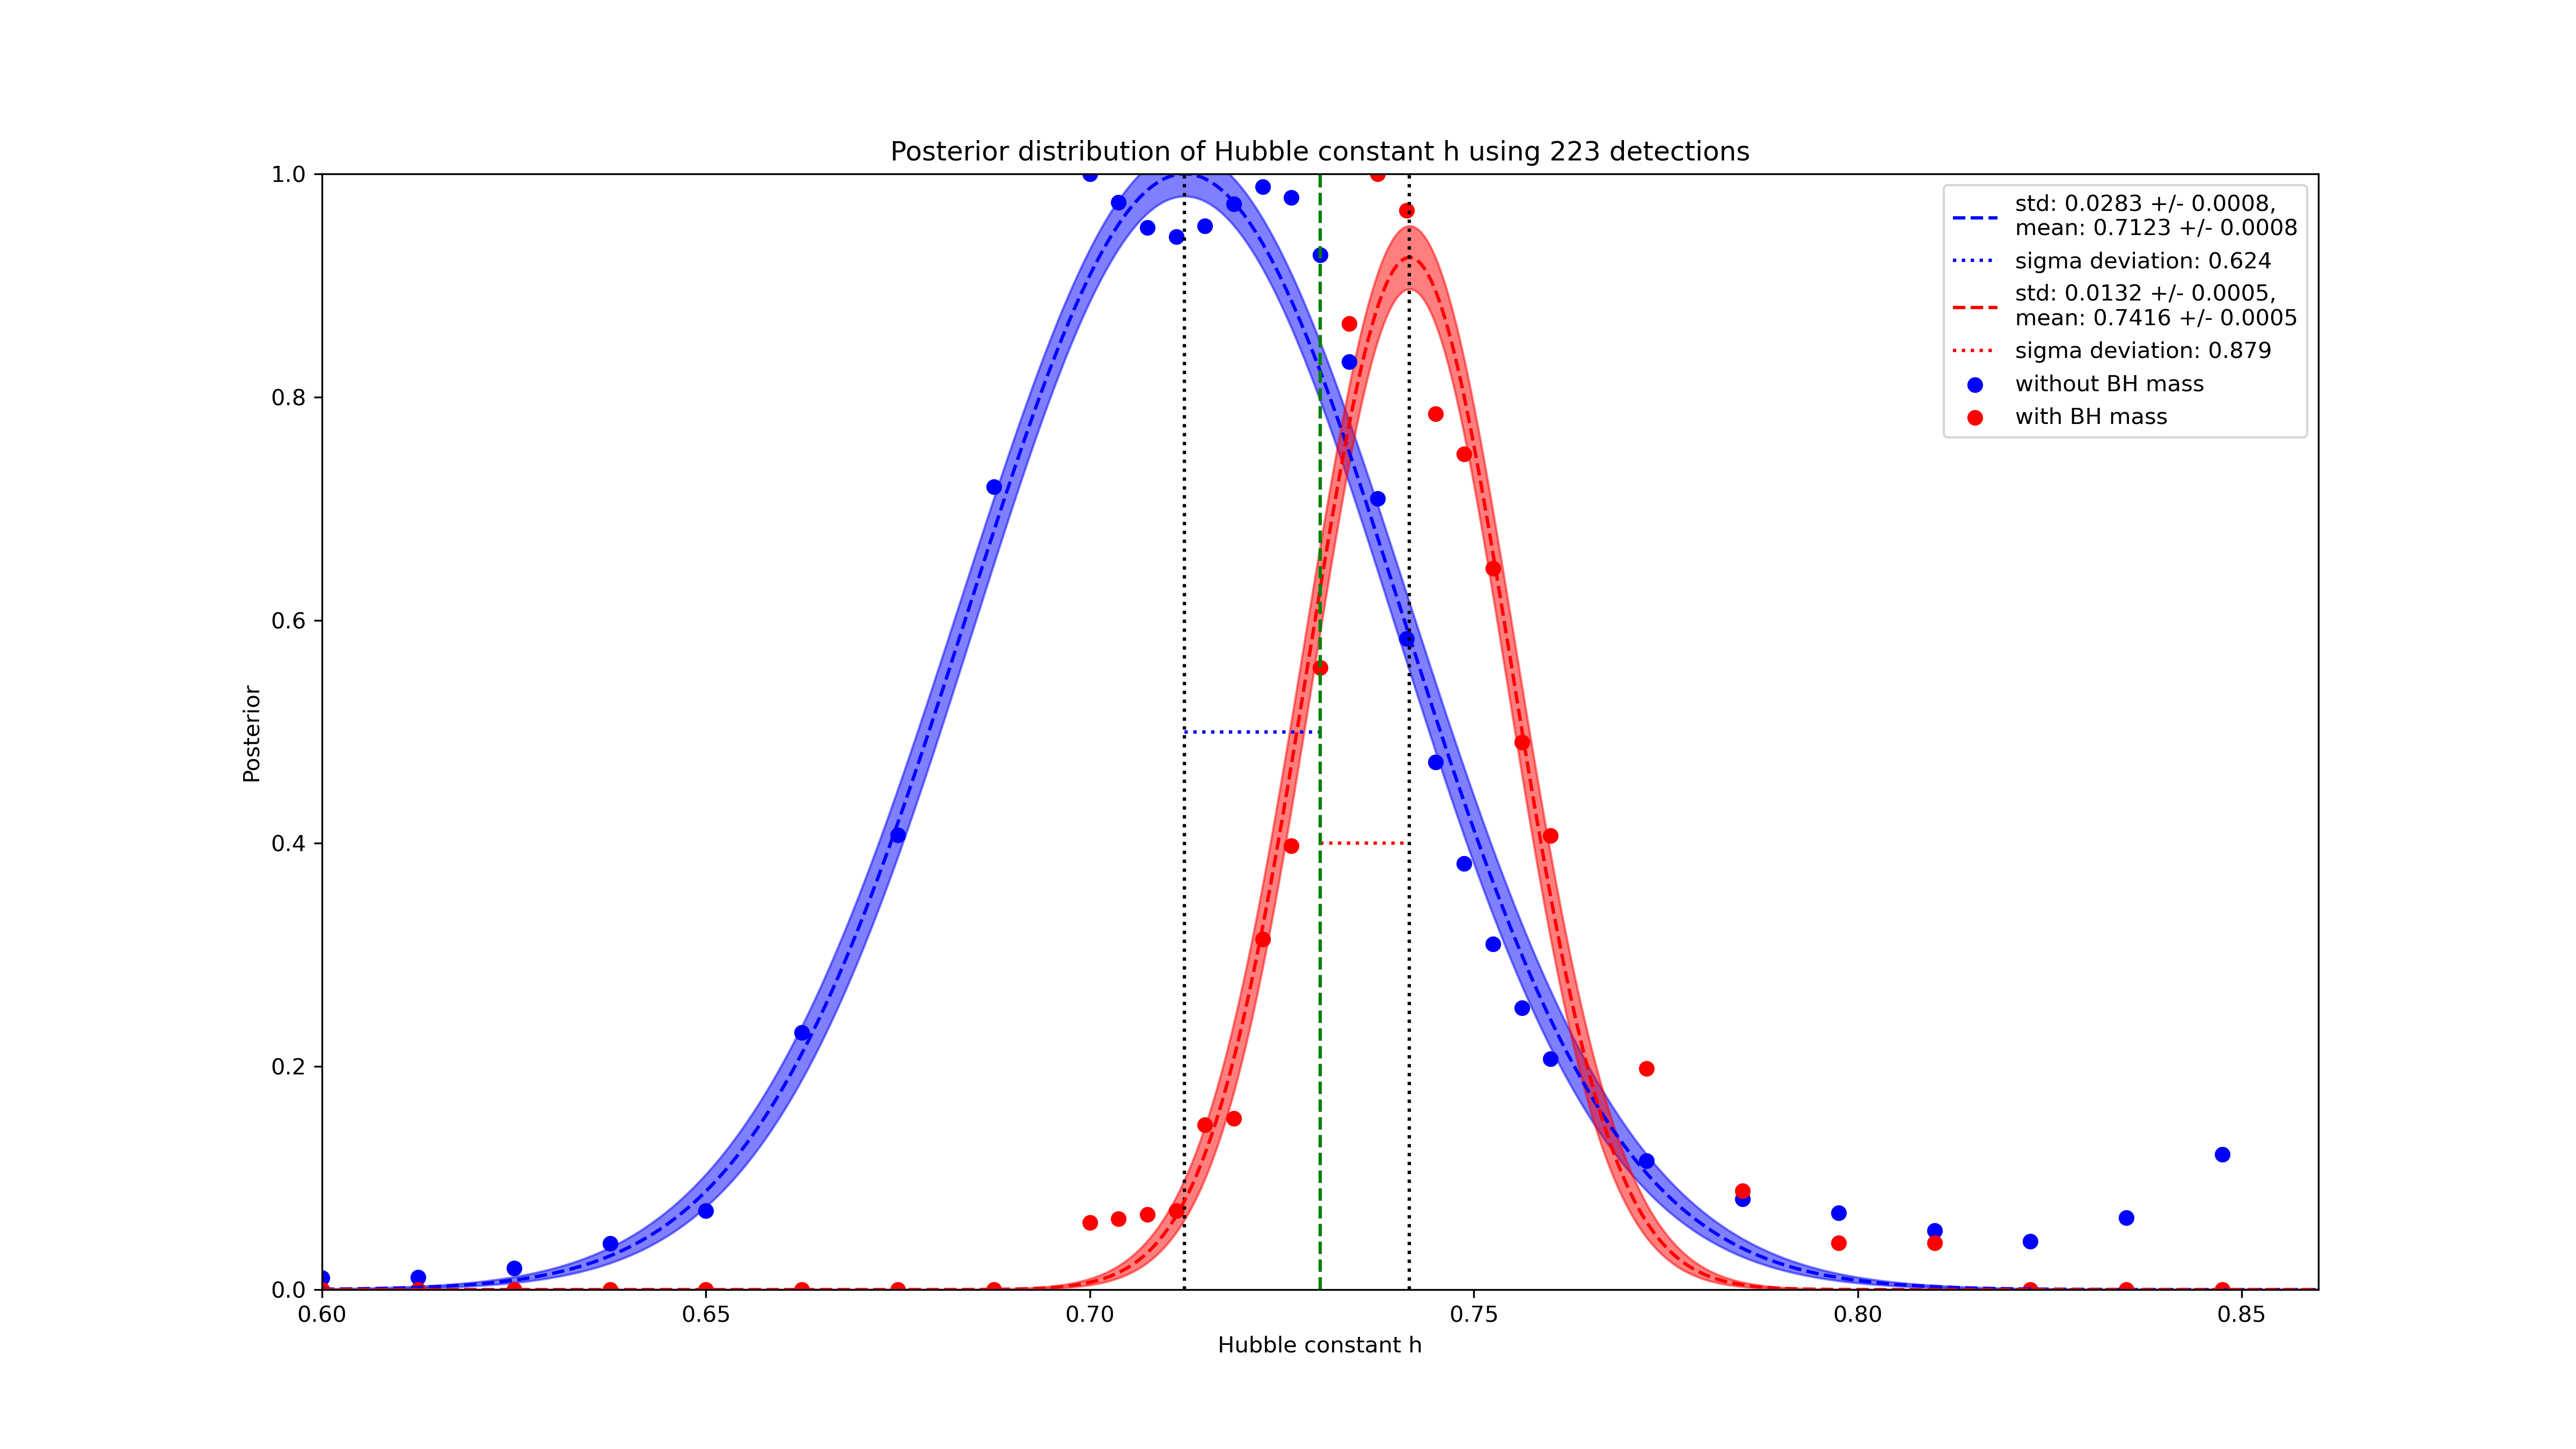 Posterior distribution of Hubble constant h using 223 detections
1.0
0.8
0.6
0.4
0.2
0.0
Posterior
0.60
0.65
0.70
0.75
0.80
0.85
Hubble constant h
std: 0.0283 +/- 0.0008,
mean: 0.7123 +/- 0.0008
sigma deviation: 0.624
std: 0.0132 +/- 0.0005,
mean: 0.7416 +/- 0.0005
sigma deviation: 0.879
without BH mass
with BH mass